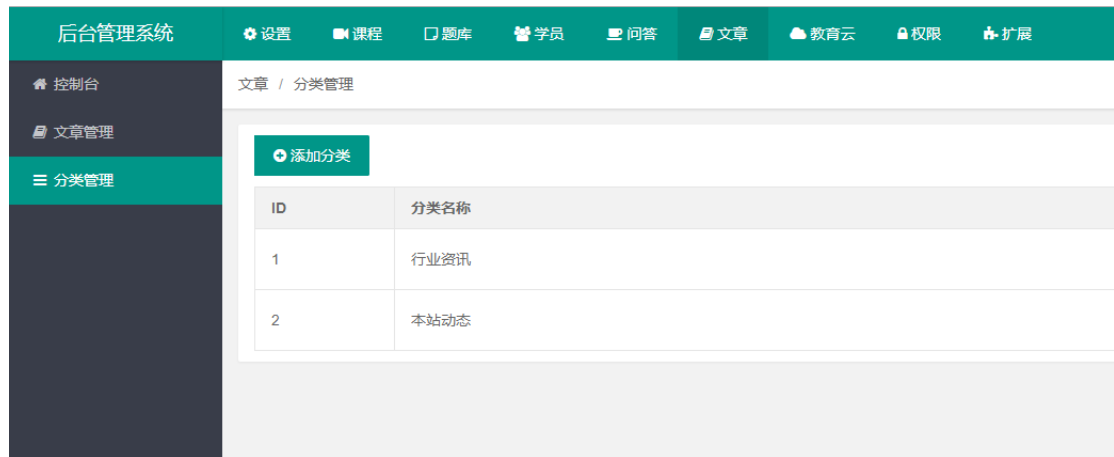 后台管理系统 设置 课程 题库 学员 问答 文章 教育云 权限 扩展
控制台
文章 / 分类管理
文章管理
添加分类
分类管理
ID 分类名称
1 行业资讯
2 本站动态